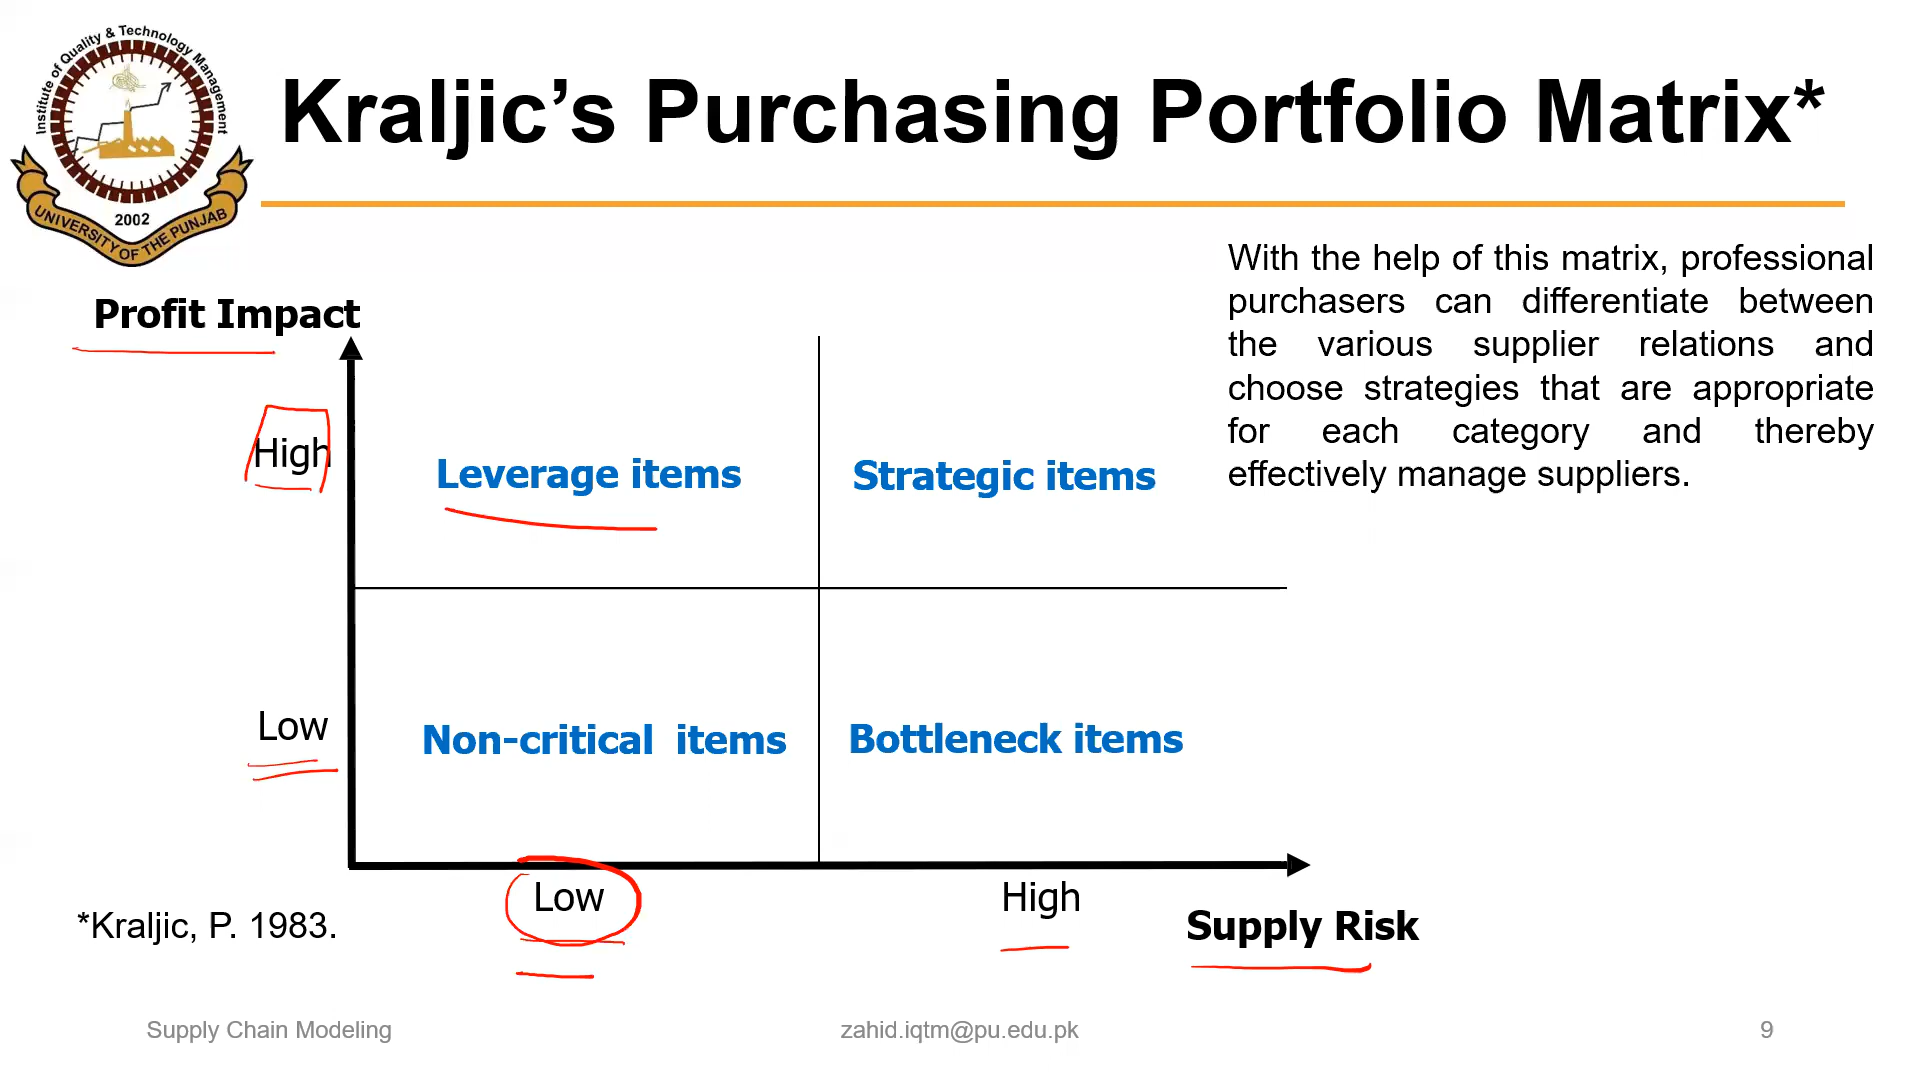 Institute of Quality & Technology Management
2002
UNIVERSITY OF THE PUNJAB
Kraljic’s Purchasing Portfolio Matrix*
With the help of this matrix, professional
purchasers can differentiate between
the various supplier relations and
choose strategies that are appropriate
for each category and thereby
effectively manage suppliers.
Profit Impact
High
Leverage items
Strategic items
Low
Non-critical items
Bottleneck items
Low
High
Supply Risk
*Kraljic, P. 1983.
Supply Chain Modeling
zahid.iqtm@pu.edu.pk
9